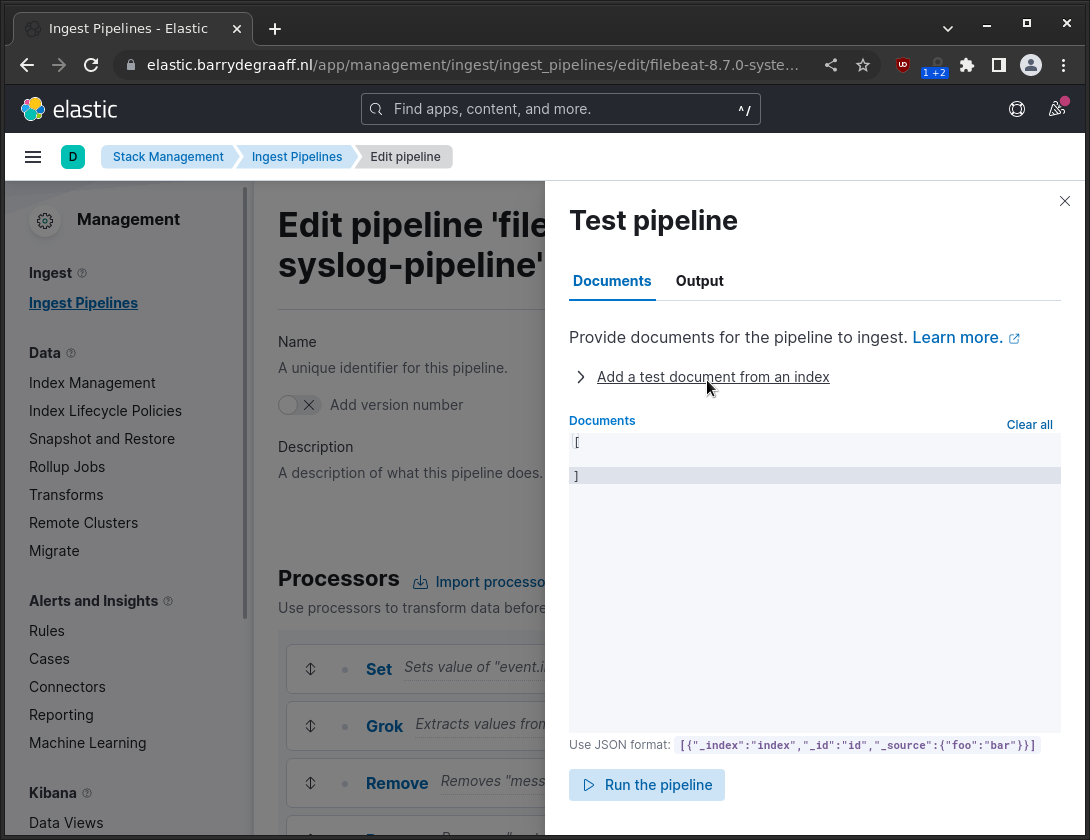 Ingest Pipelines - Elastic
elastic.barrydegraaff.nl/app/management/ingest/ingest_pipelines/edit/filebeat-8.7.0-syste...
UD
1 +2
elastic
Find apps, content, and more.
^/
D
Stack Management
Ingest Pipelines
Edit pipeline
Management
Ingest
Ingest Pipelines
Data
Index Management
Index Lifecycle Policies
Snapshot and Restore
Rollup Jobs
Transforms
Remote Clusters
Migrate
Alerts and Insights
Rules
Cases
Connectors
Reporting
Machine Learning
Kibana
Data Views
Edit pipeline 'file
syslog-pipeline'
Name
A unique identifier for this pipeline.
Add version number
Description
A description of what this pipeline does.
Processors
Import processo
Use processors to transform data before
Set
Sets value of "event.i
Grok
Extracts values from
Remove
Removes "mess
Test pipeline
Documents
Output
Provide documents for the pipeline to ingest. Learn more.
Add a test document from an index
Documents
Clear all
[
]
Use JSON format: [{"_index":"index","_id":"id","_source":{"foo":"bar"}}]
Run the pipeline